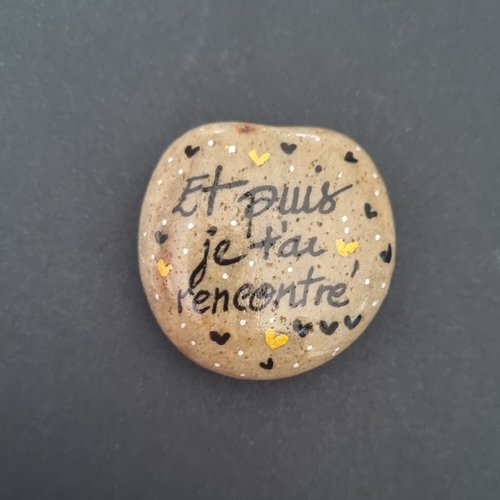 Et puis
je t'ai
rencontré